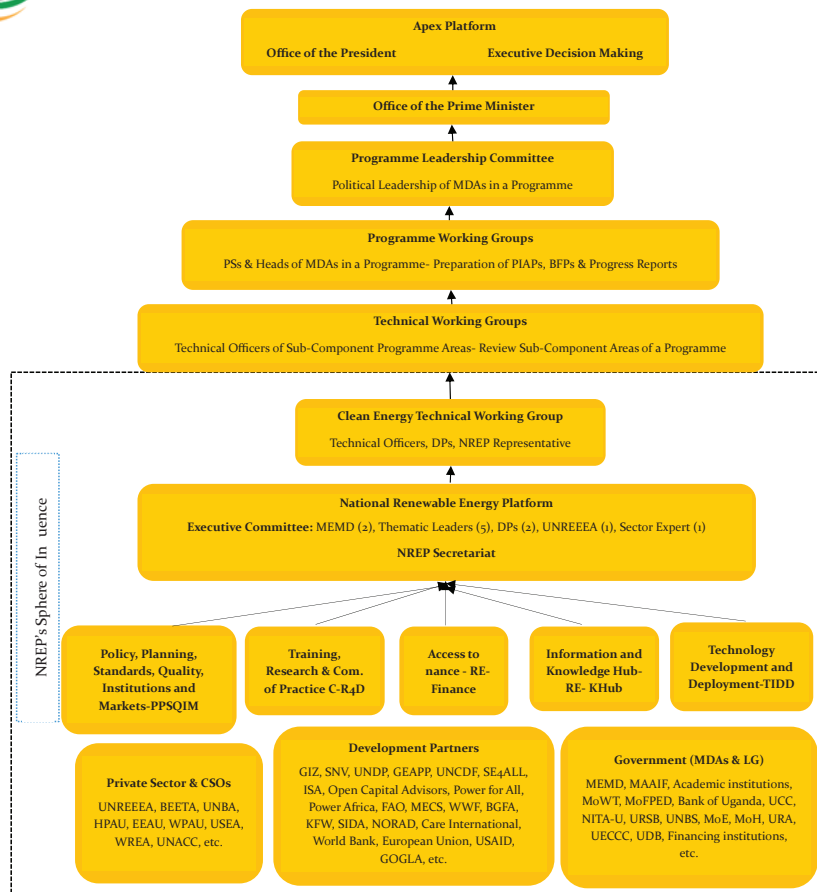 Apex Platform
Office of the President Executive Decision Making
Office of the Prime Minister
Programme Leadership Committee
Political Leadership of MDAs in a Programme
Programme Working Groups
PSs & Heads of MDAs in a Programme- Preparation of PIAPs, BFPs & Progress Reports
Technical Working Groups
Technical Officers of Sub-Component Programme Areas- Review Sub-Component Areas of a Programme
Clean Energy Technical Working Group
Technical Officers, DPs, NREP Representative
NREP's Sphere of In uence
National Renewable Energy Platform
Executive Committee: MEMD (2), Thematic Leaders (5), DPs (2), UNREEEA (1), Sector Expert (1)
NREP Secretariat
Policy, Planning,
Standards, Quality,
Institutions and
Markets-PPSQIM
Training,
Research & Com.
of Practice C-R4D
Access to
nance - RE-
Finance
Information and
Knowledge Hub-
RE- KHub
Technology
Development and
Deployment-TIDD
Private Sector & CSOs
UNREEEA, BEETA, UNBA,
HPAU, EEAU, WPAU, USEA,
WREA, UNACC, etc.
Development Partners
GIZ, SNV, UNDP, GEAPP, UNCDF, SE4ALL,
ISA, Open Capital Advisors, Power for All,
Power Africa, FAO, MECS, WWF, BGFA,
KFW, SIDA, NORAD, Care International,
World Bank, European Union, USAID,
GOGLA, etc.
Government (MDAs & LG)
MEMD, MAAIF, Academic institutions,
MoWT, MoFPED, Bank of Uganda, UCC,
NITA-U, URSB, UNBS, MoE, MoH, URA,
UECCC, UDB, Financing institutions,
etc.